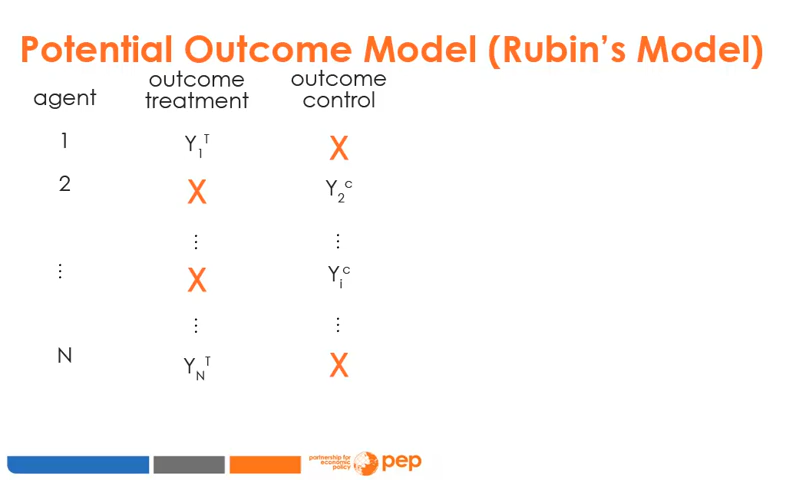 Potential Outcome Model (Rubin's Model)
agent outcome treatment outcome control
1 Y₁ᵀ X
2 X Y₂ᶜ
⋮ ⋮
⋮ X Yᵢᶜ
⋮ ⋮
N Y_Nᵀ X
partnership for
economic
policy
pep